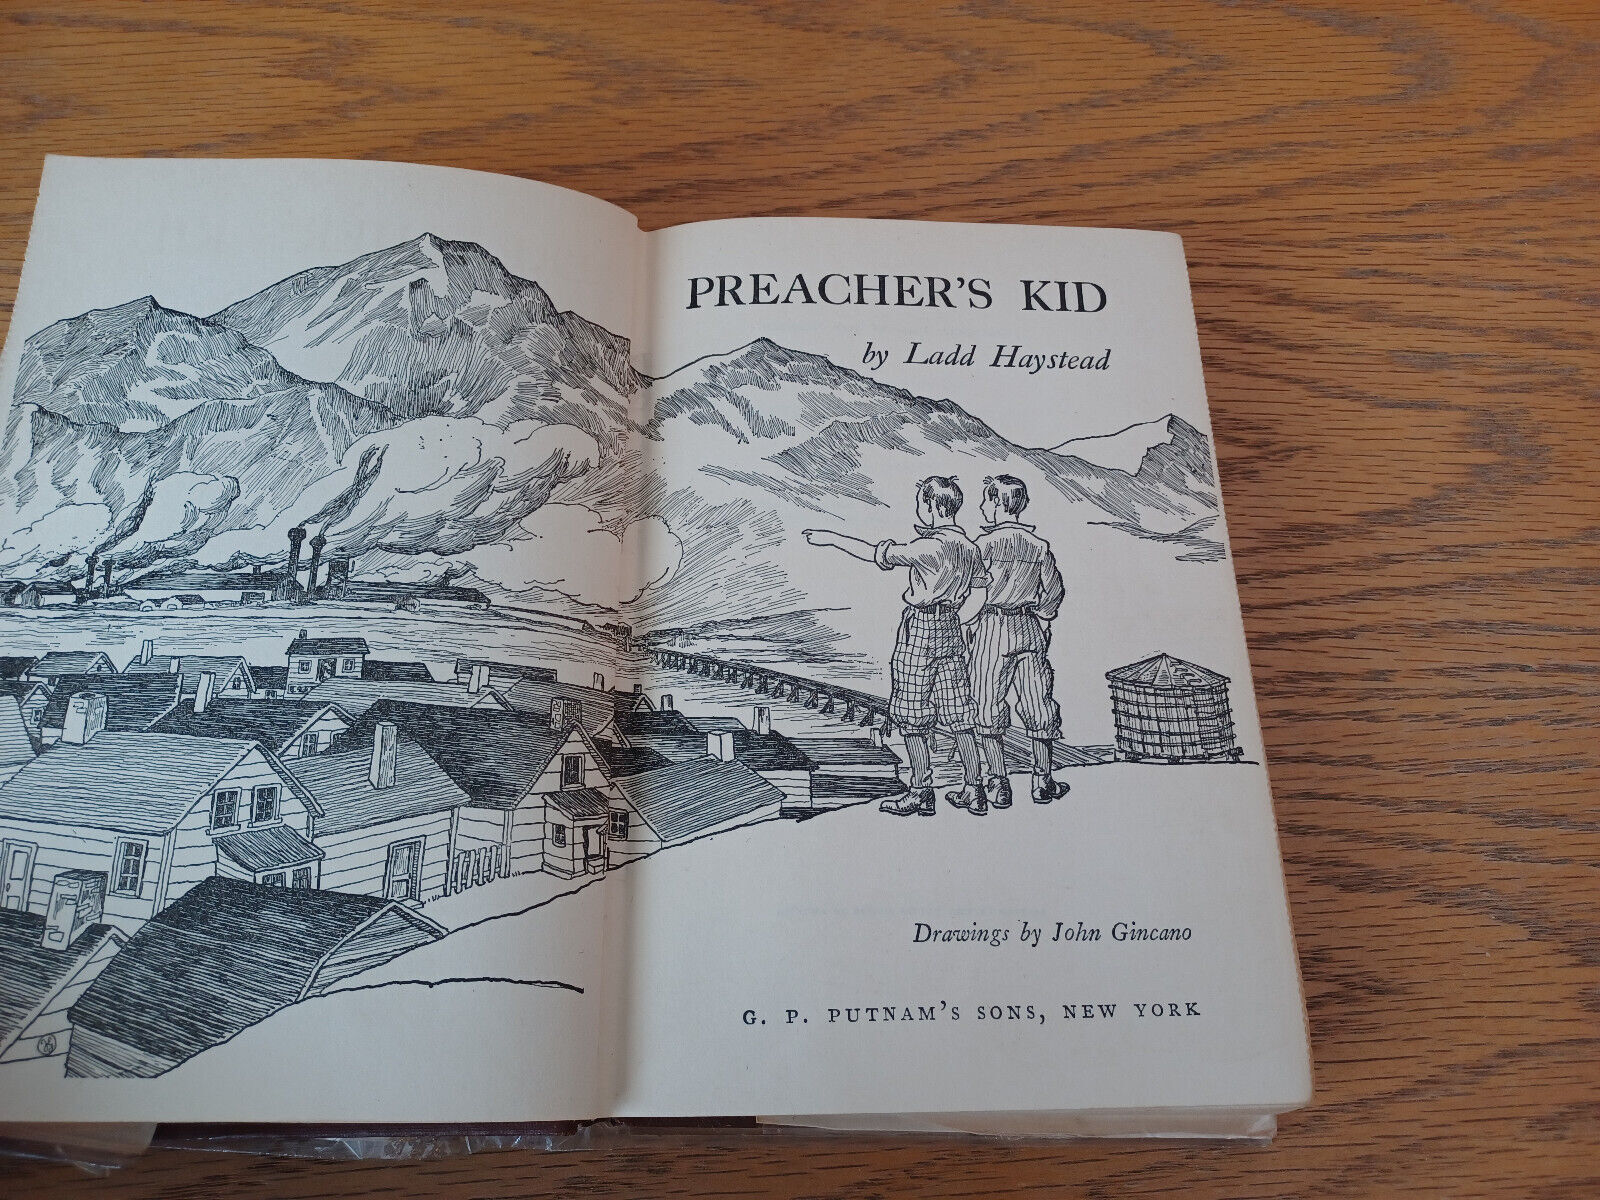 PREACHER'S KID
by Ladd Haystead
Drawings by John Gincano
G. P. PUTNAM'S SONS, NEW YORK